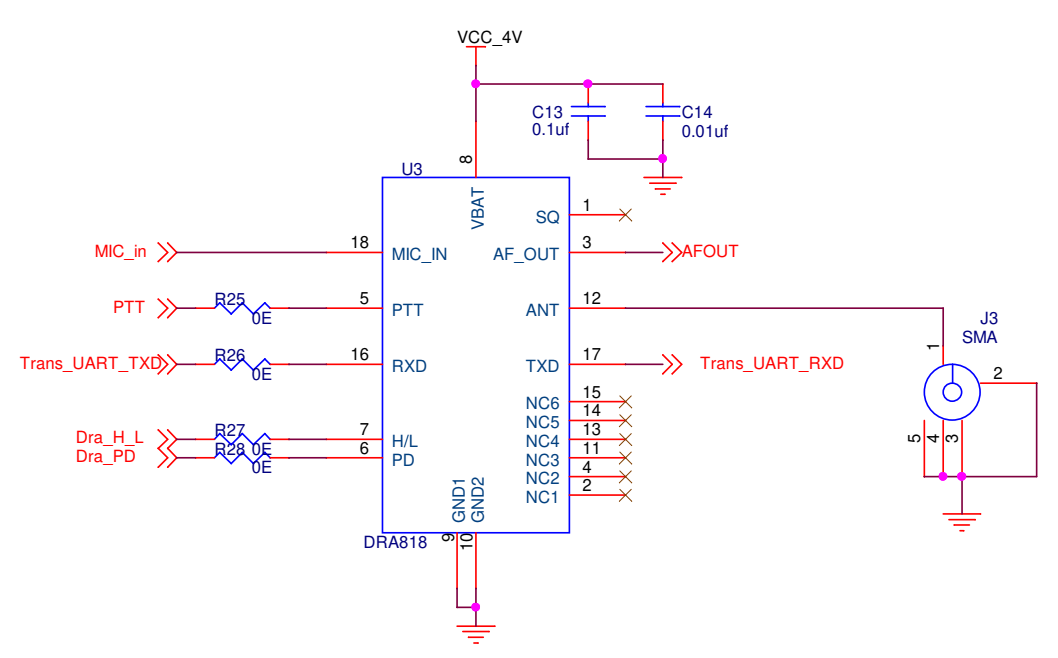 VCC_4V
C13
0.1uf
C14
0.01uf
8
U3
VBAT
SQ
1
MIC_in
18
MIC_IN
AF_OUT
3
AFOUT
PTT
R25
0E
5
PTT
ANT
12
J3
SMA
1
2
5
4
3
Trans_UART_TXD
R26
0E
16
RXD
TXD
17
Trans_UART_RXD
NC6
15
NC5
14
NC4
13
NC3
11
NC2
4
NC1
2
Dra_H_L
R27
0E
7
H/L
Dra_PD
R28
0E
6
PD
GND1
GND2
DRA818
9
10